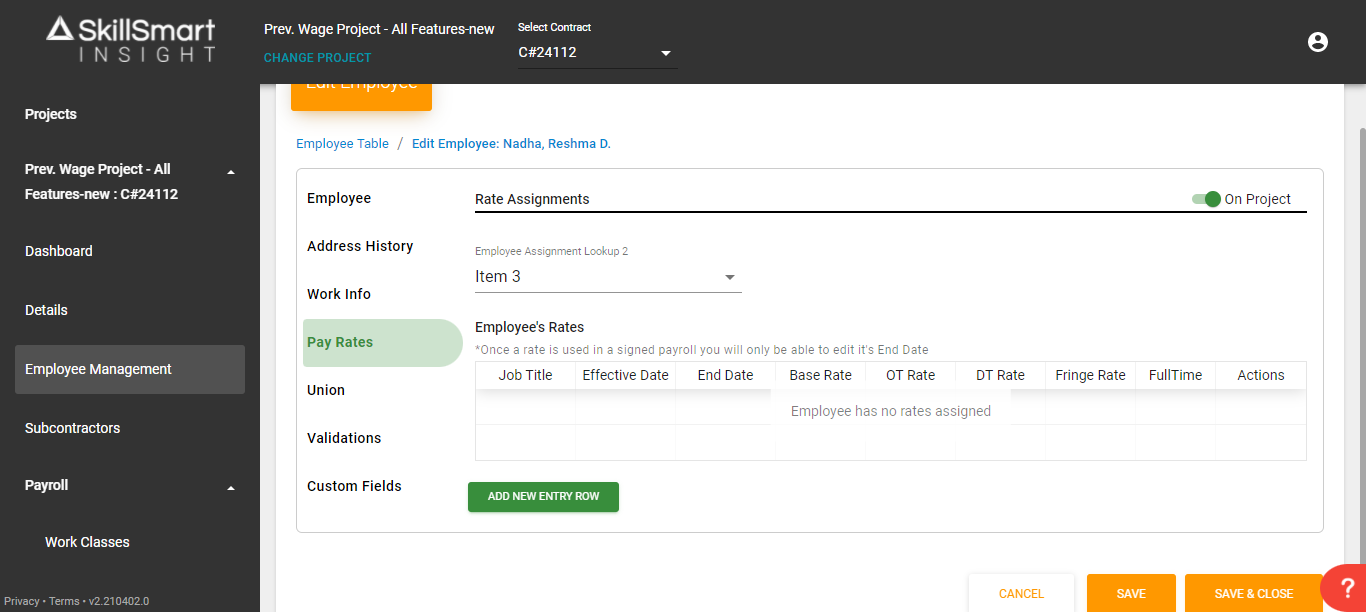 SkillSmart
INSIGHT
Prev. Wage Project - All Features-new
CHANGE PROJECT
Select Contract
C#24112
Projects
Prev. Wage Project - All
Features-new : C#24112
Dashboard
Details
Employee Management
Subcontractors
Payroll
Work Classes
Privacy • Terms • v2.210402.0
Edit Employee
Employee Table / Edit Employee: Nadha, Reshma D.
Employee
Address History
Work Info
Pay Rates
Union
Validations
Custom Fields
Rate Assignments
On Project
Employee Assignment Lookup 2
Item 3
Employee's Rates
*Once a rate is used in a signed payroll you will only be able to edit it's End Date
Job Title Effective Date End Date Base Rate OT Rate DT Rate Fringe Rate FullTime Actions
Employee has no rates assigned
ADD NEW ENTRY ROW
CANCEL SAVE SAVE & CLOSE
?